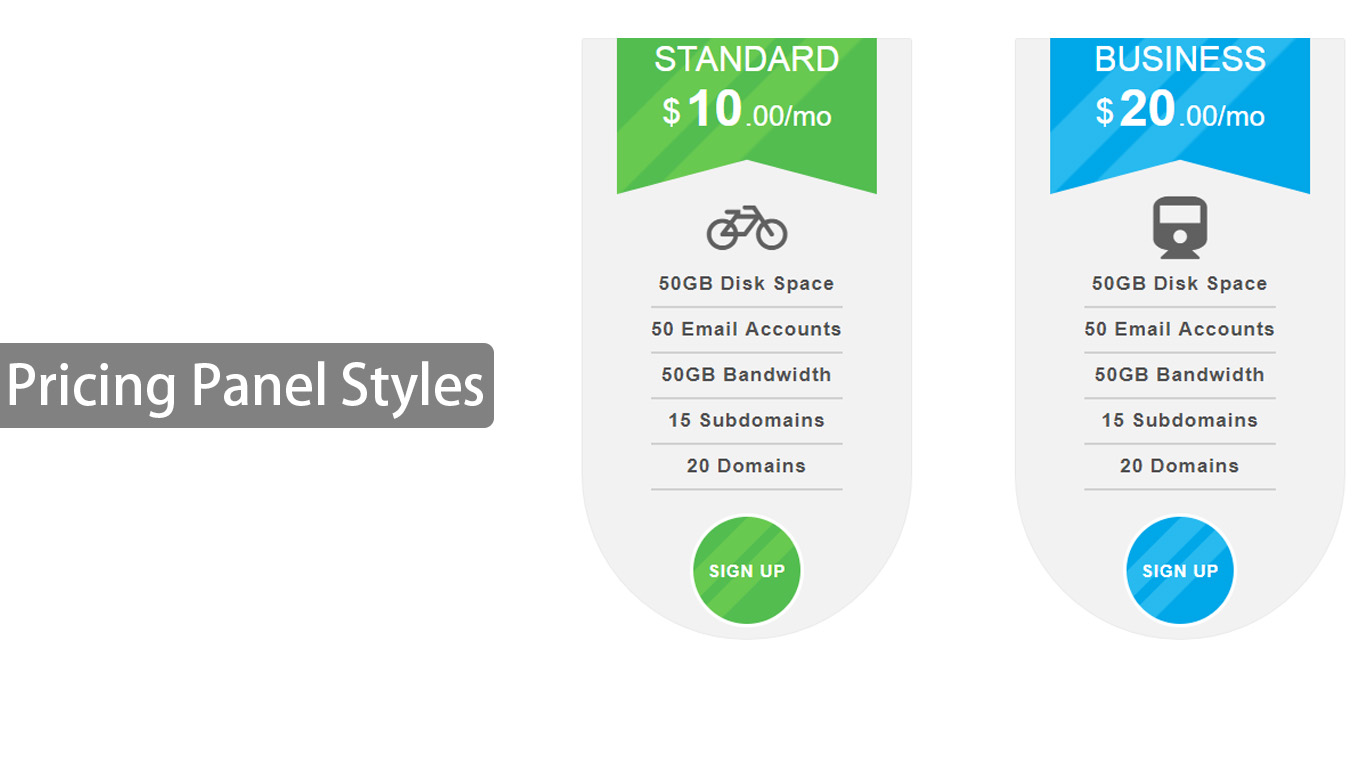 Pricing Panel Styles
STANDARD
$ 10.00/mo
50GB Disk Space
50 Email Accounts
50GB Bandwidth
15 Subdomains
20 Domains
SIGN UP
BUSINESS
$ 20.00/mo
50GB Disk Space
50 Email Accounts
50GB Bandwidth
15 Subdomains
20 Domains
SIGN UP